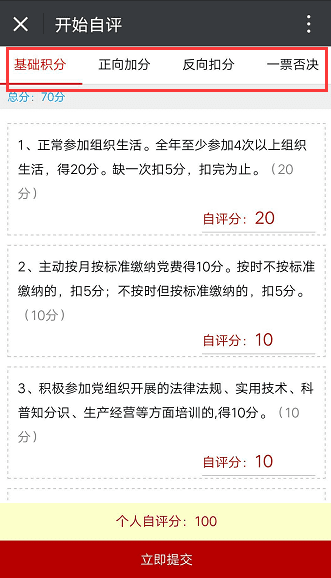 开始自评
基础积分 正向加分 反向扣分 一票否决
总分：70分
1、正常参加组织生活。全年至少参加4次以上组
织生活，得20分。缺一次扣5分，扣完为止。（20
分）
自评分：20
2、主动按月按标准缴纳党费得10分。按时不按标准
缴纳的，扣5分；不按时但按标准缴纳的，扣5分。
（10分）
自评分：10
3、积极参加党组织开展的法律法规、实用技术、科
普知分识、生产经营等方面培训的,得10分。（10
分）
自评分：10
个人自评分：100
立即提交